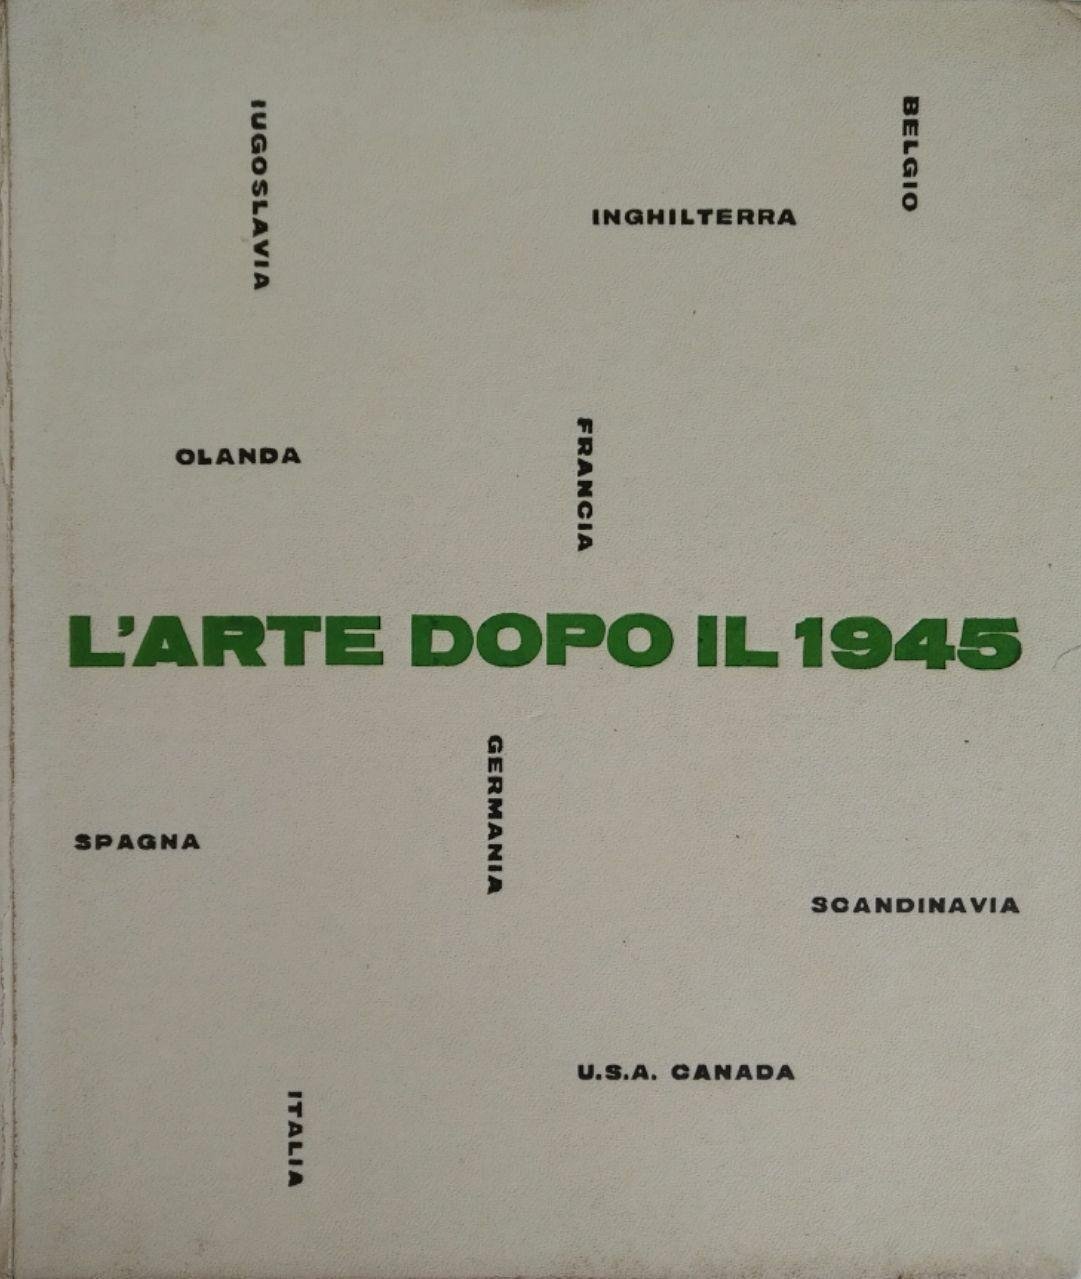 IUGOSLAVIA
BELGIO
INGHILTERRA
OLANDA
FRANCIA
L'ARTE DOPO IL 1945
GERMANIA
SPAGNA
SCANDINAVIA
U.S.A. CANADA
ITALIA